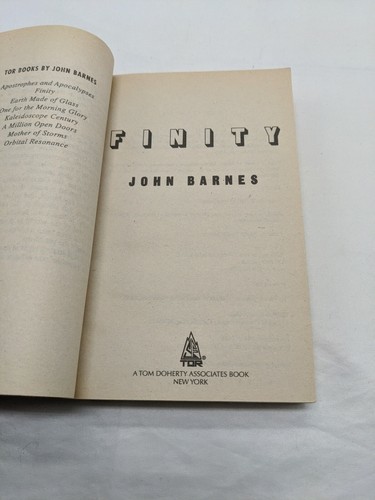 TOR BOOKS BY JOHN BARNES
Apostrophes and Apocalypses
Finity
Earth Made of Glass
One for the Morning Glory
Kaleidoscope Century
A Million Open Doors
Mother of Storms
Orbital Resonance
FINITY
JOHN BARNES
TOR®
A TOM DOHERTY ASSOCIATES BOOK
NEW YORK